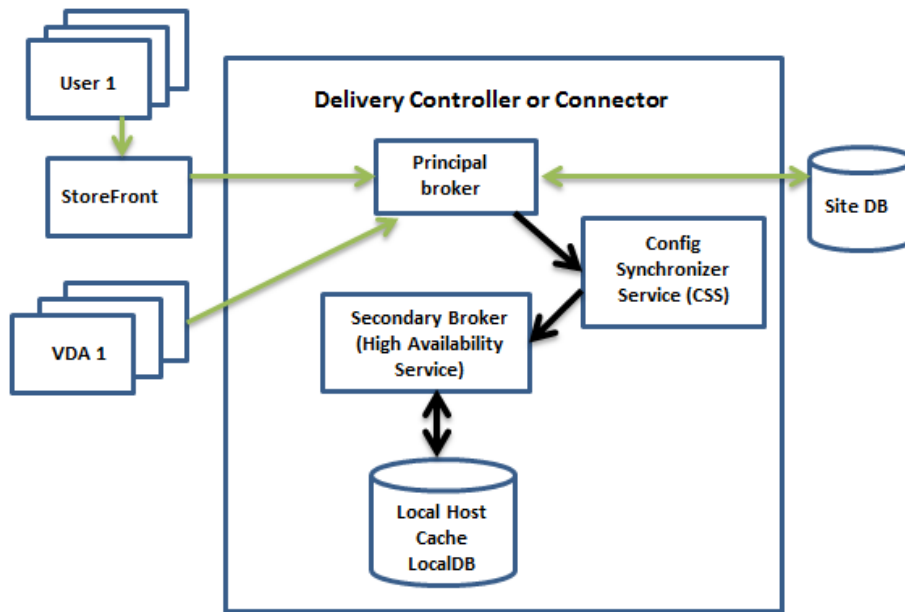 User 1
Delivery Controller or Connector
StoreFront
Principal
broker
Site DB
Config
Synchronizer
Service (CSS)
VDA 1
Secondary Broker
(High Availability
Service)
Local Host
Cache
LocalDB